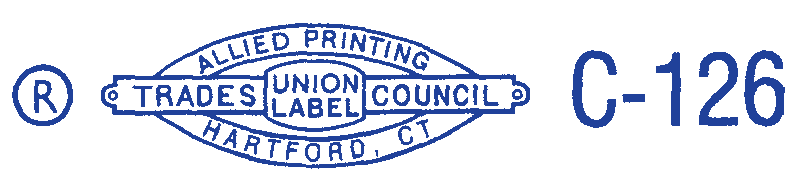 ®
ALLIED PRINTING
TRADES UNION LABEL COUNCIL
HARTFORD, CT
C-126